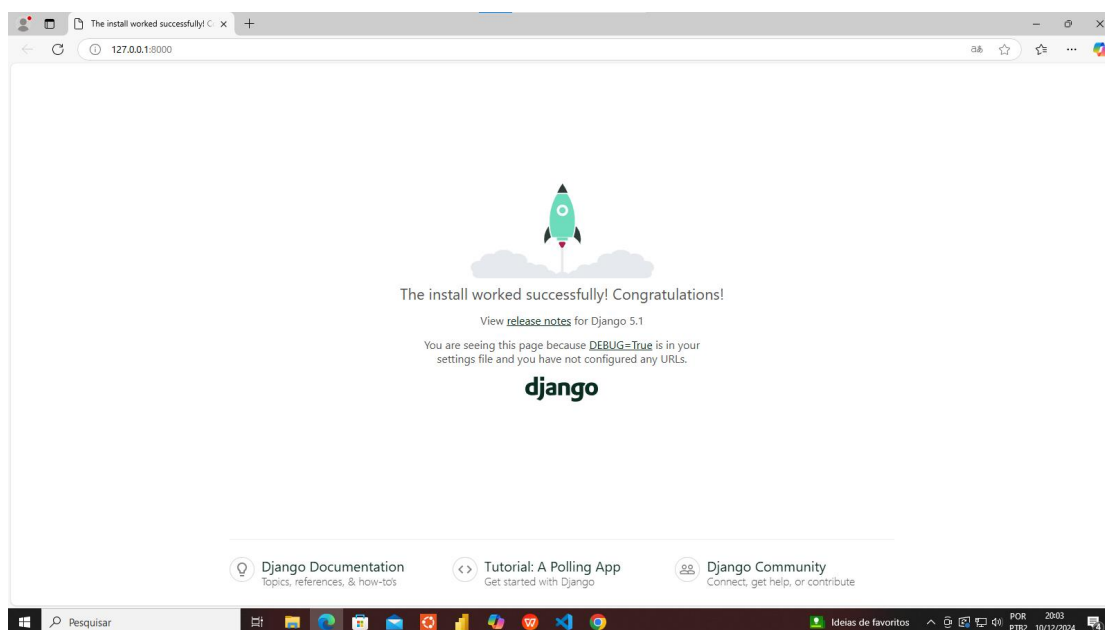 The install worked successfully! C
127.0.0.1:8000
The install worked successfully! Congratulations!
View release notes for Django 5.1
You are seeing this page because DEBUG=True is in your
settings file and you have not configured any URLs.
django
Django Documentation
Topics, references, & how-to's
Tutorial: A Polling App
Get started with Django
Django Community
Connect, get help, or contribute
Pesquisar
Ideias de favoritos
POR
PTB2
20:03
10/12/2024
4